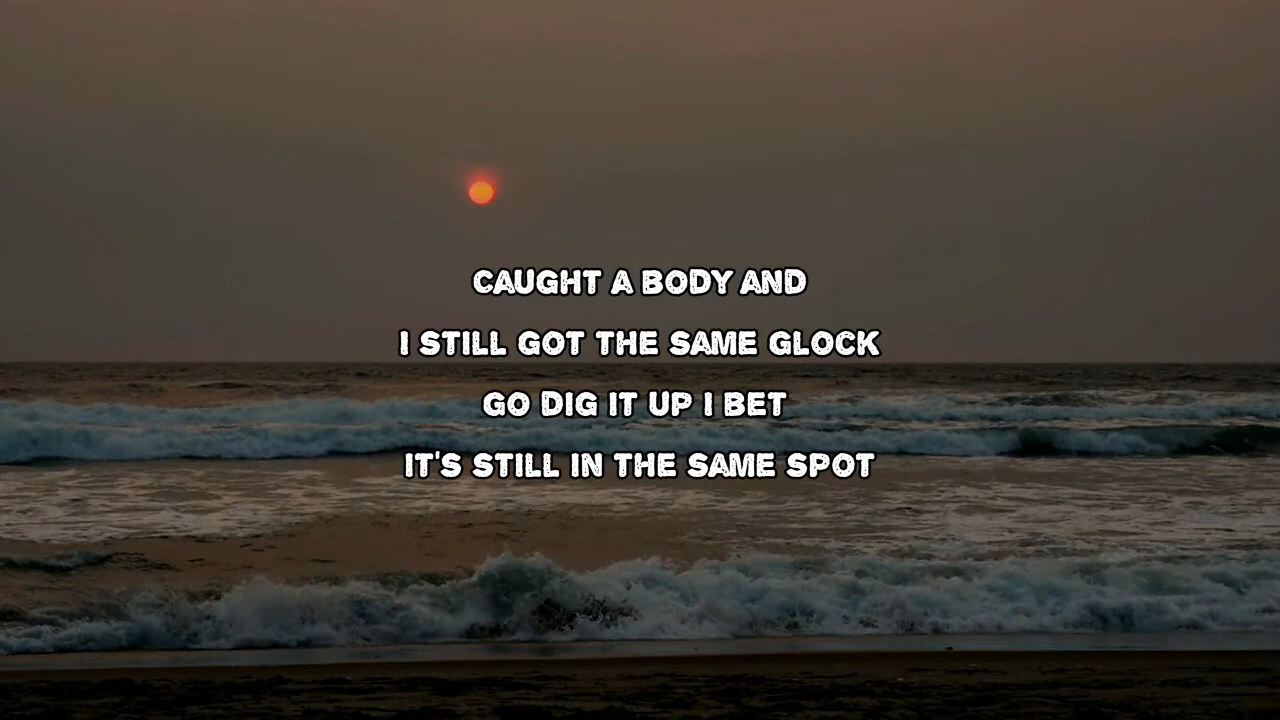 CAUGHT A BODY AND
I STILL GOT THE SAME GLOCK
GO DIG IT UP I BET
IT'S STILL IN THE SAME SPOT